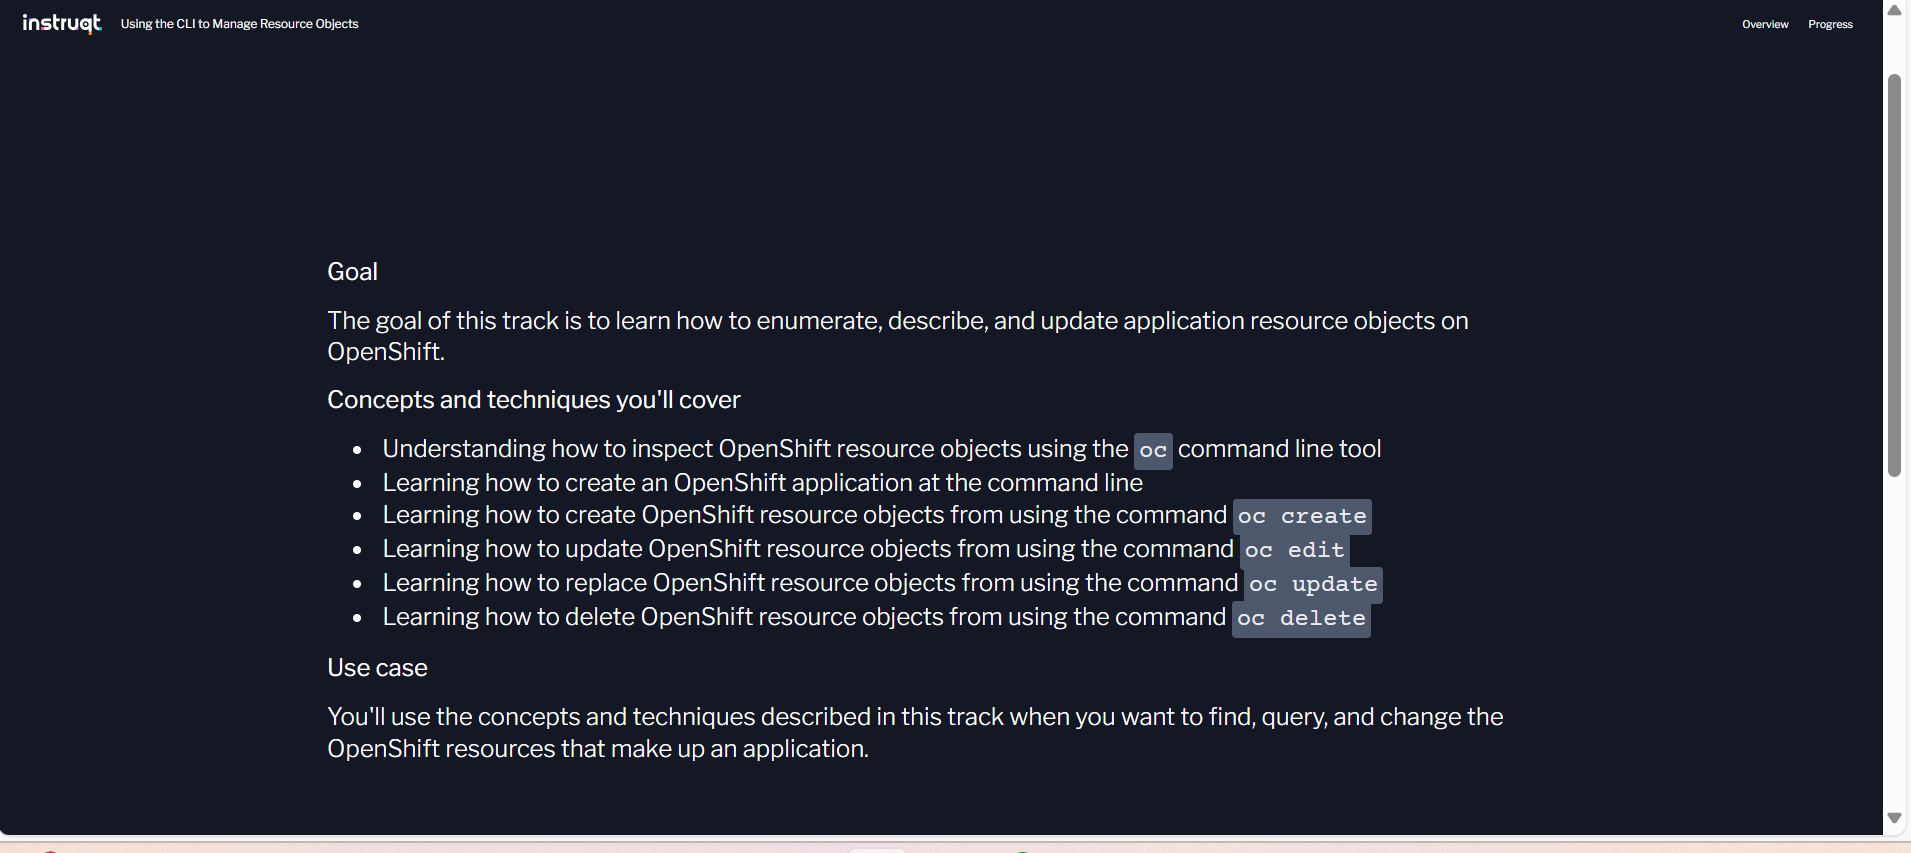 instruqt Using the CLI to Manage Resource Objects Overview Progress
Goal
The goal of this track is to learn how to enumerate, describe, and update application resource objects on
OpenShift.
Concepts and techniques you'll cover
• Understanding how to inspect OpenShift resource objects using the oc command line tool
• Learning how to create an OpenShift application at the command line
• Learning how to create OpenShift resource objects from using the command oc create
• Learning how to update OpenShift resource objects from using the command oc edit
• Learning how to replace OpenShift resource objects from using the command oc update
• Learning how to delete OpenShift resource objects from using the command oc delete
Use case
You'll use the concepts and techniques described in this track when you want to find, query, and change the
OpenShift resources that make up an application.